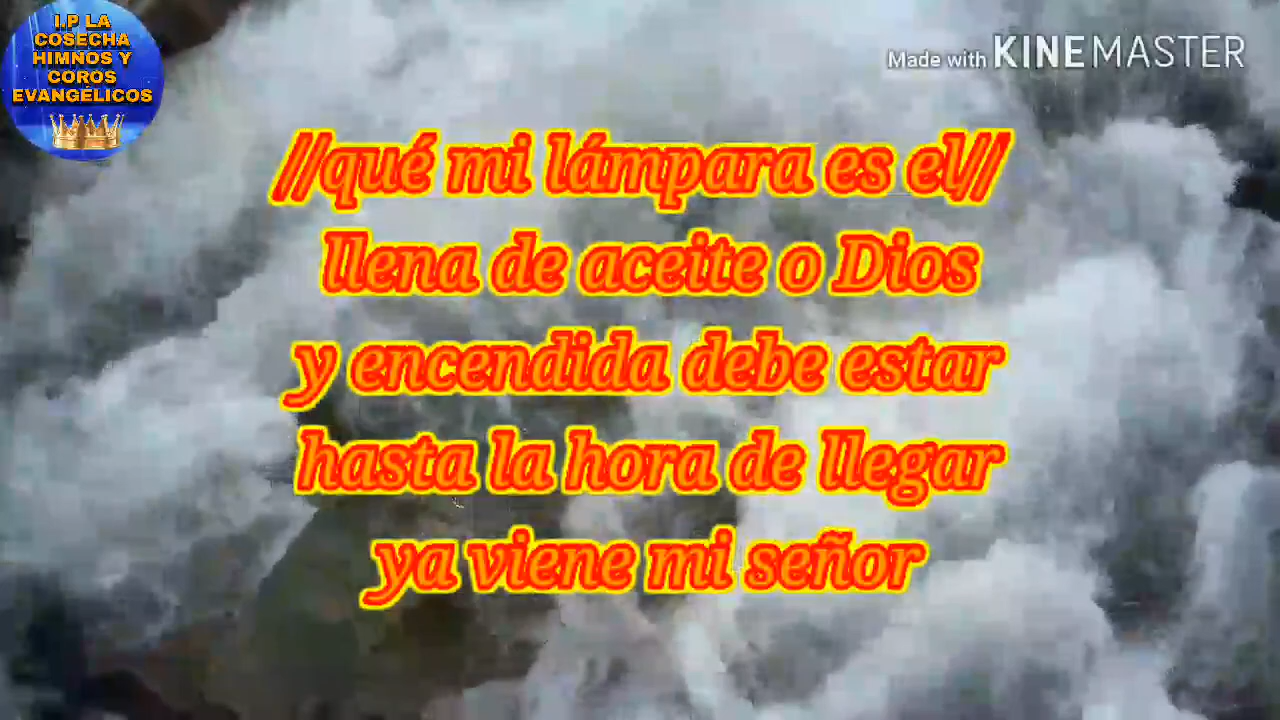 I.P LA
COSECHA
HIMNOS Y
COROS
EVANGÉLICOS
Made with KINEMASTER
//qué mi lámpara es el//
llena de aceite o Dios
y encendida debe estar
hasta la hora de llegar
ya viene mi señor